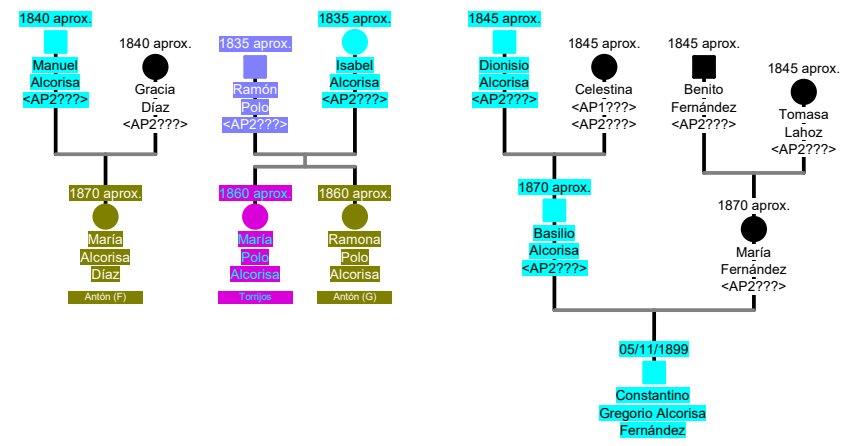 1840 aprox.
Manuel
Alcorisa
<AP2???>
1840 aprox.
Gracia
Díaz
<AP2???>
1835 aprox.
Ramón
Polo
<AP2???>
1835 aprox.
Isabel
Alcorisa
<AP2???>
1845 aprox.
Dionisio
Alcorisa
<AP2???>
1845 aprox.
Celestina
<AP1???>
<AP2???>
1845 aprox.
Benito
Fernández
<AP2???>
1845 aprox.
Tomasa
Lahoz
<AP2???>
1870 aprox.
María
Alcorisa
Díaz
Antón (F)
1860 aprox.
María
Polo
Alcorisa
Torrijos
1860 aprox.
Ramona
Polo
Alcorisa
Antón (G)
1870 aprox.
Basilio
Alcorisa
<AP2???>
1870 aprox.
María
Fernández
<AP2???>
05/11/1899
Constantino
Gregorio Alcorisa
Fernández